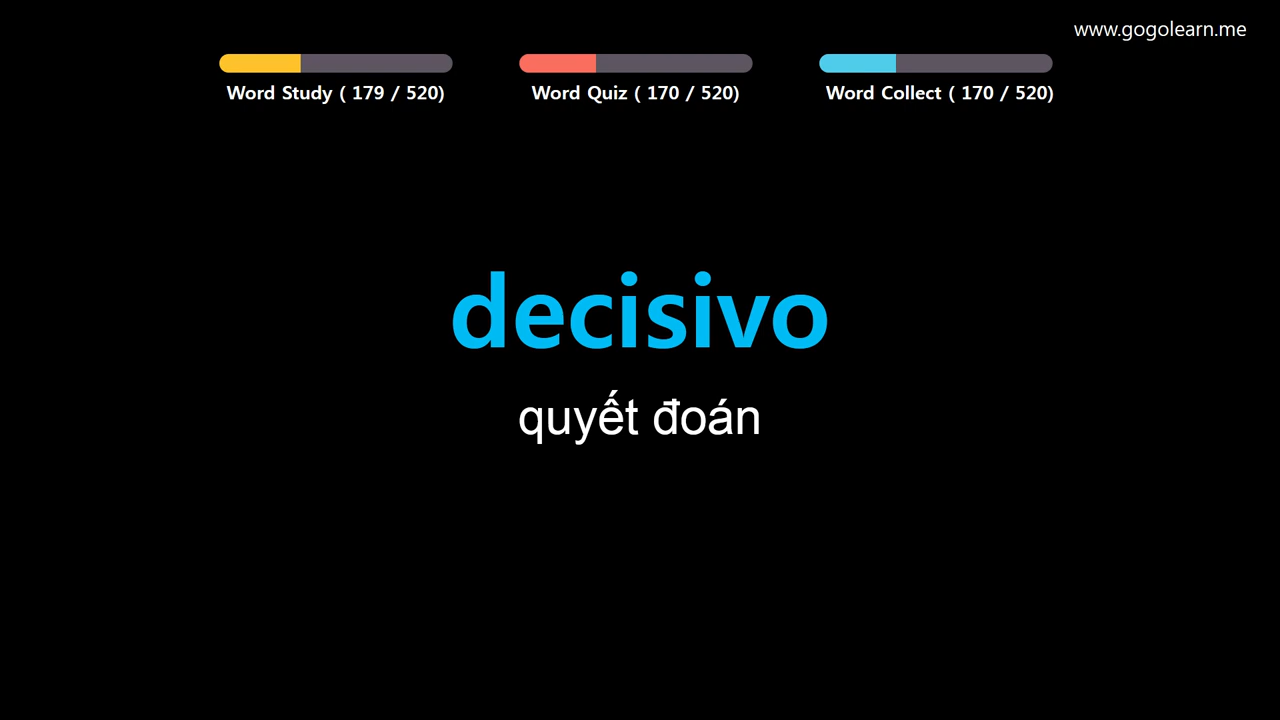 www.gogolearn.me
Word Study ( 179 / 520)
Word Quiz ( 170 / 520)
Word Collect ( 170 / 520)
decisivo
quyết đoán